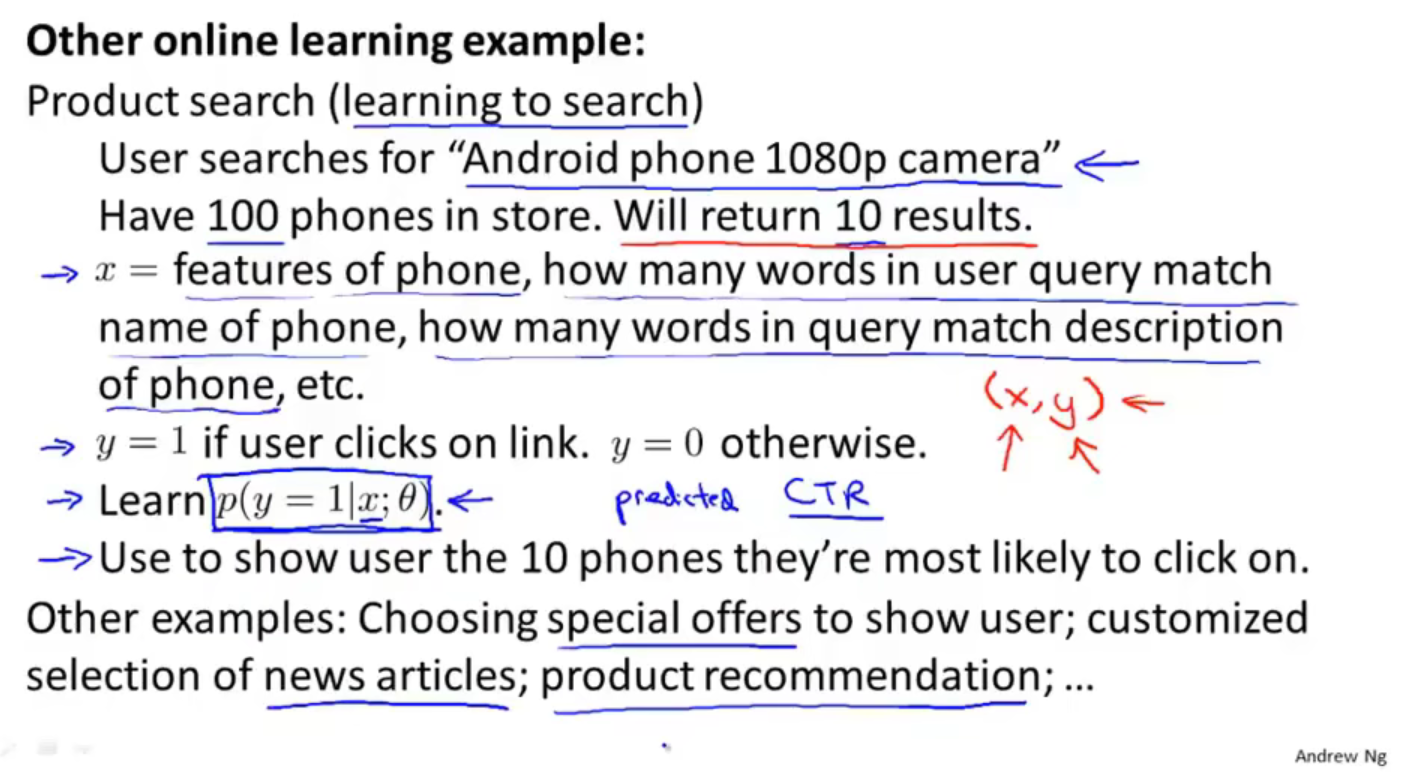 Other online learning example:
Product search (learning to search)
User searches for “Android phone 1080p camera”
Have 100 phones in store. Will return 10 results.
x = features of phone, how many words in user query match
name of phone, how many words in query match description
of phone, etc.
(x, y)
y = 1 if user clicks on link. y = 0 otherwise.
Learn p(y = 1|x; θ). predicted CTR
Use to show user the 10 phones they’re most likely to click on.
Other examples: Choosing special offers to show user; customized
selection of news articles; product recommendation; ...
Andrew Ng